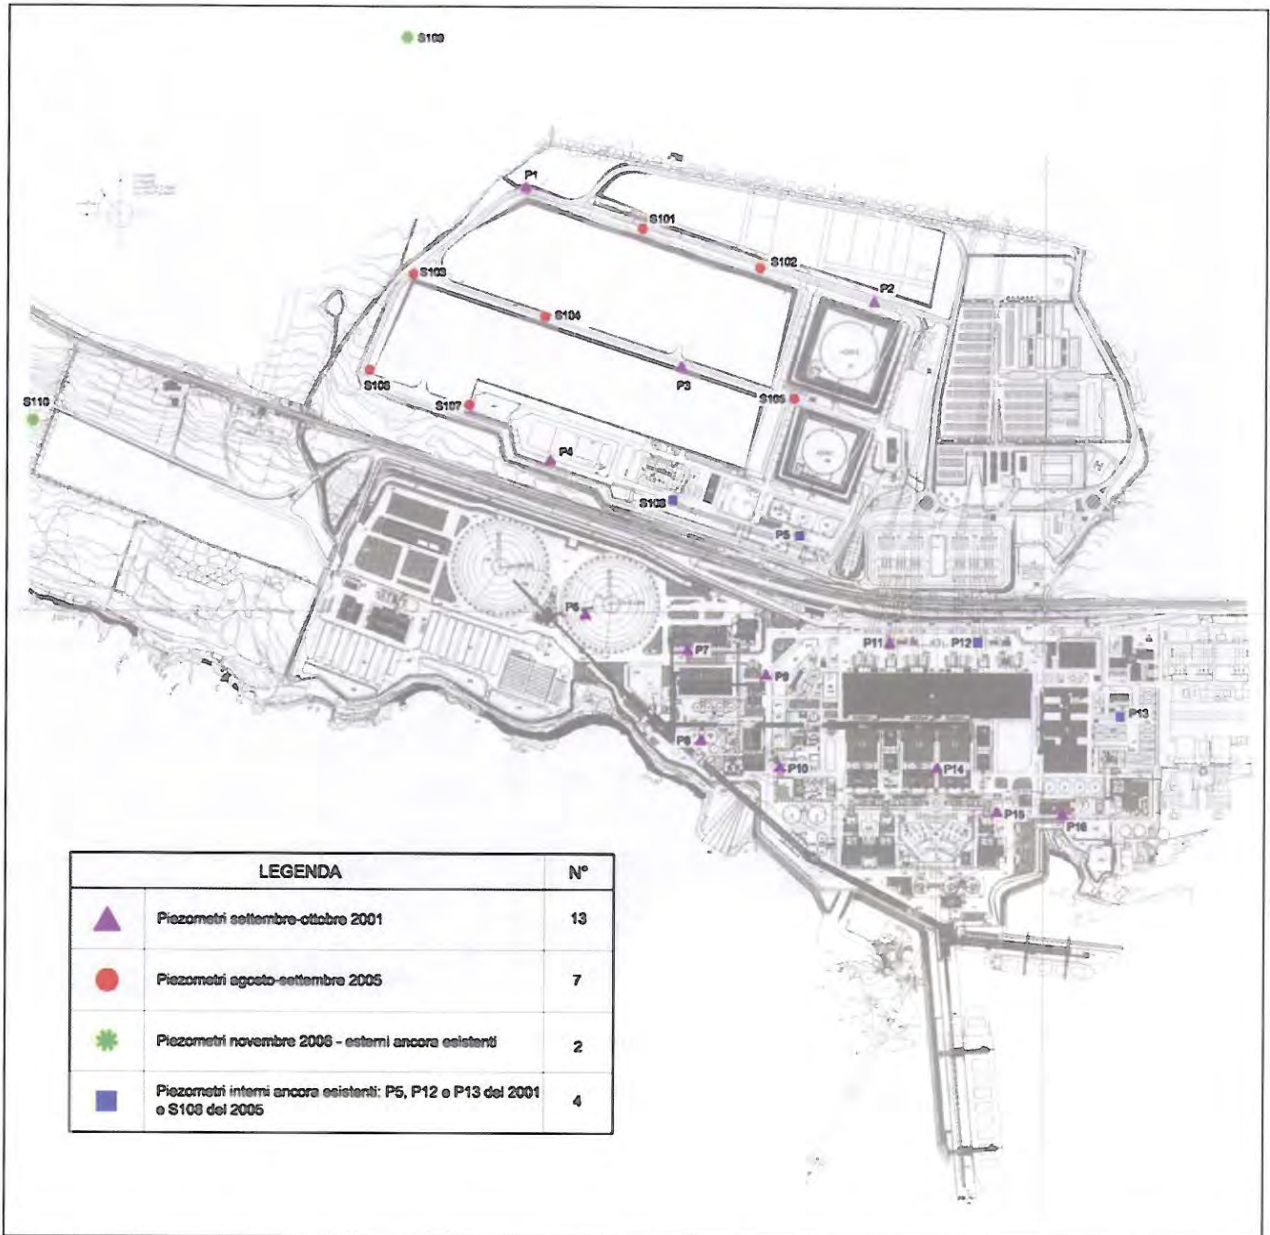 S109
P1
S101
S102
P2
S103
S104
P3
S106
S105
S107
S110
P4
S108
P5
P6
P7
P11
P12
P9
P13
P8
P10
P14
P15
P16
LEGENDA N°
Piezometri settembre-ottobre 2001 13
Piezometri agosto-settembre 2005 7
Piezometri novembre 2006 - esterni ancora esistenti 2
Piezometri interni ancora esistenti: P5, P12 e P13 del 2001
e S108 del 2005 4